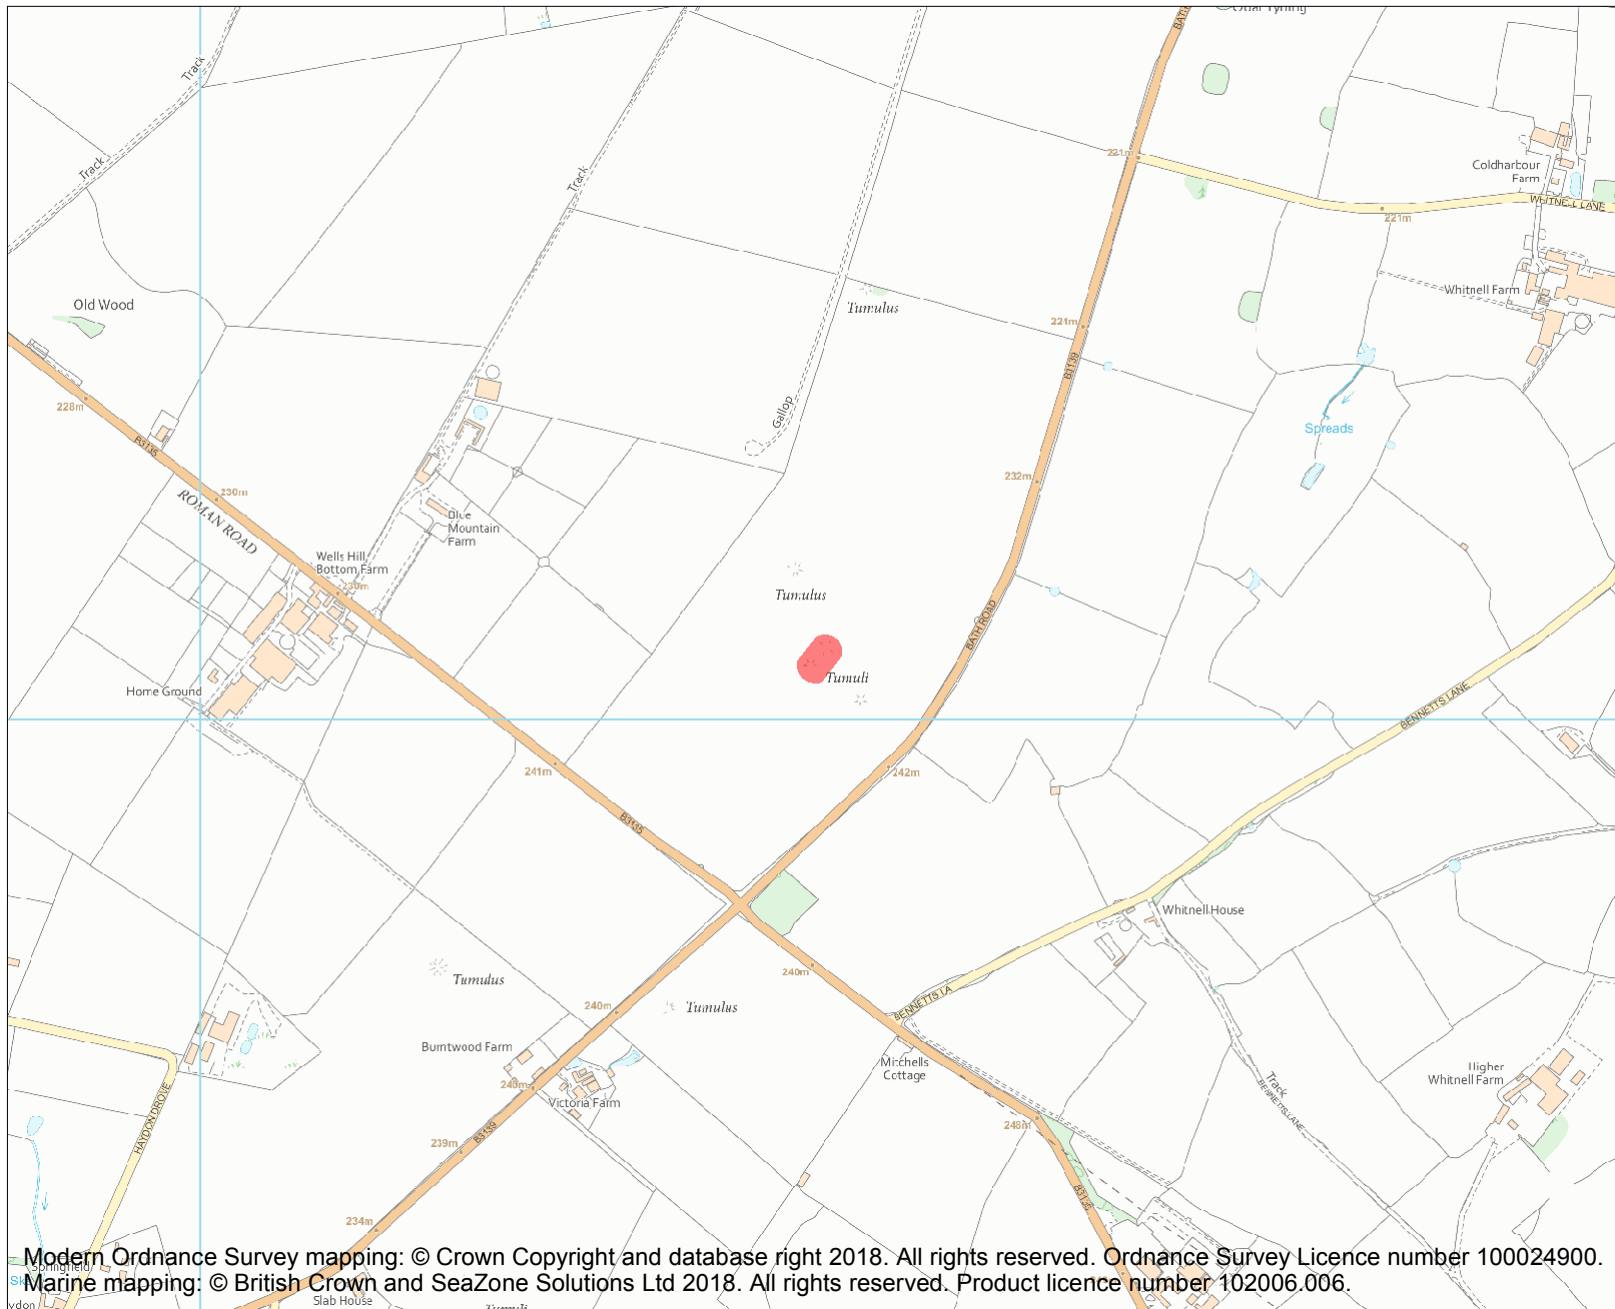 BATH
Track
Track
Track
221m
Coldharbour
Farm
WHITNELL LANE
221m
Whitnell Farm
Old Wood
Tumulus
221m
B3139
228m
Gallop
Spreads
B3135
230m
232m
ROMAN ROAD
Blue
Mountain
Farm
Wells Hill
Bottom Farm
230m
Tumulus
BATH ROAD
Tumuli
Home Ground
BENNETTS LANE
241m
242m
B3135
Whitnell House
Tumulus
240m
240m
Tumulus
BENNETTS LA
Burntwood Farm
Mitchells
Cottage
Higher
Whitnell Farm
240m
Victoria Farm
Track
BENNETTS LANE
HAYDON DROVE
248m
239m
B3139
B3135
234m
Modern Ordnance Survey mapping: © Crown Copyright and database right 2018. All rights reserved. Ordnance Survey Licence number 100024900.
Springfield
Marine mapping: © British Crown and SeaZone Solutions Ltd 2018. All rights reserved. Product licence number 102006.006.
Slab House
Tumuli